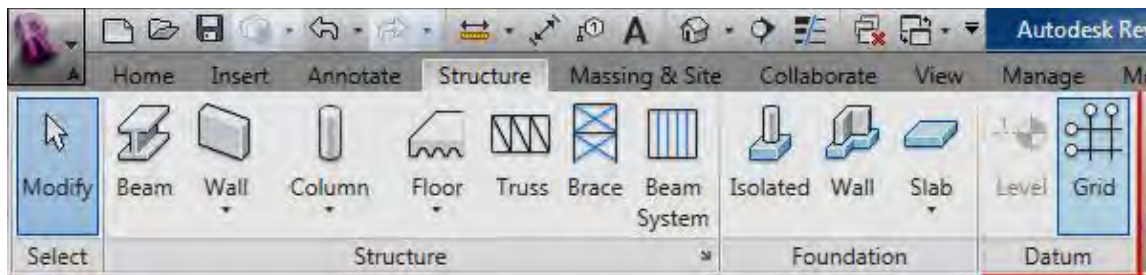 Autodesk Re
Home Insert Annotate Structure Massing & Site Collaborate View Manage
Modify Beam Wall Column Floor Truss Brace Beam System Isolated Wall Slab Level Grid
Select Structure Foundation Datum